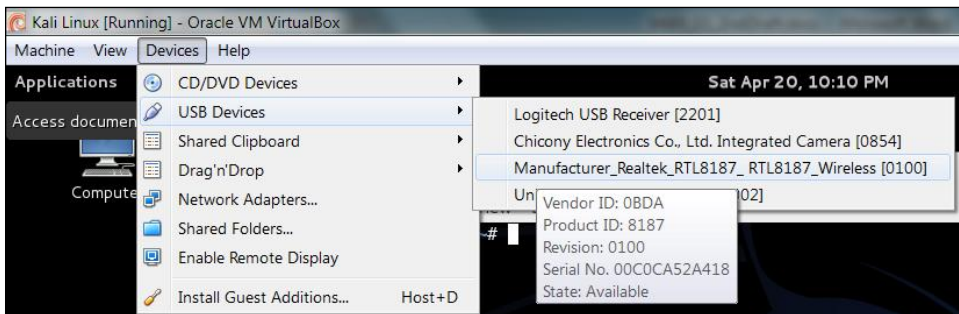 Kali Linux [Running] - Oracle VM VirtualBox
Machine View Devices Help
Applications
Sat Apr 20, 10:10 PM
Access documen
Compute
CD/DVD Devices
USB Devices
Shared Clipboard
Drag'n'Drop
Network Adapters...
Shared Folders...
Enable Remote Display
Install Guest Additions... Host+D
Logitech USB Receiver [2201]
Chicony Electronics Co., Ltd. Integrated Camera [0854]
Manufacturer_Realtek_RTL8187_ RTL8187_Wireless [0100]
Un 02]
Vendor ID: 0BDA
Product ID: 8187
Revision: 0100
Serial No. 00C0CA52A418
State: Available
~#